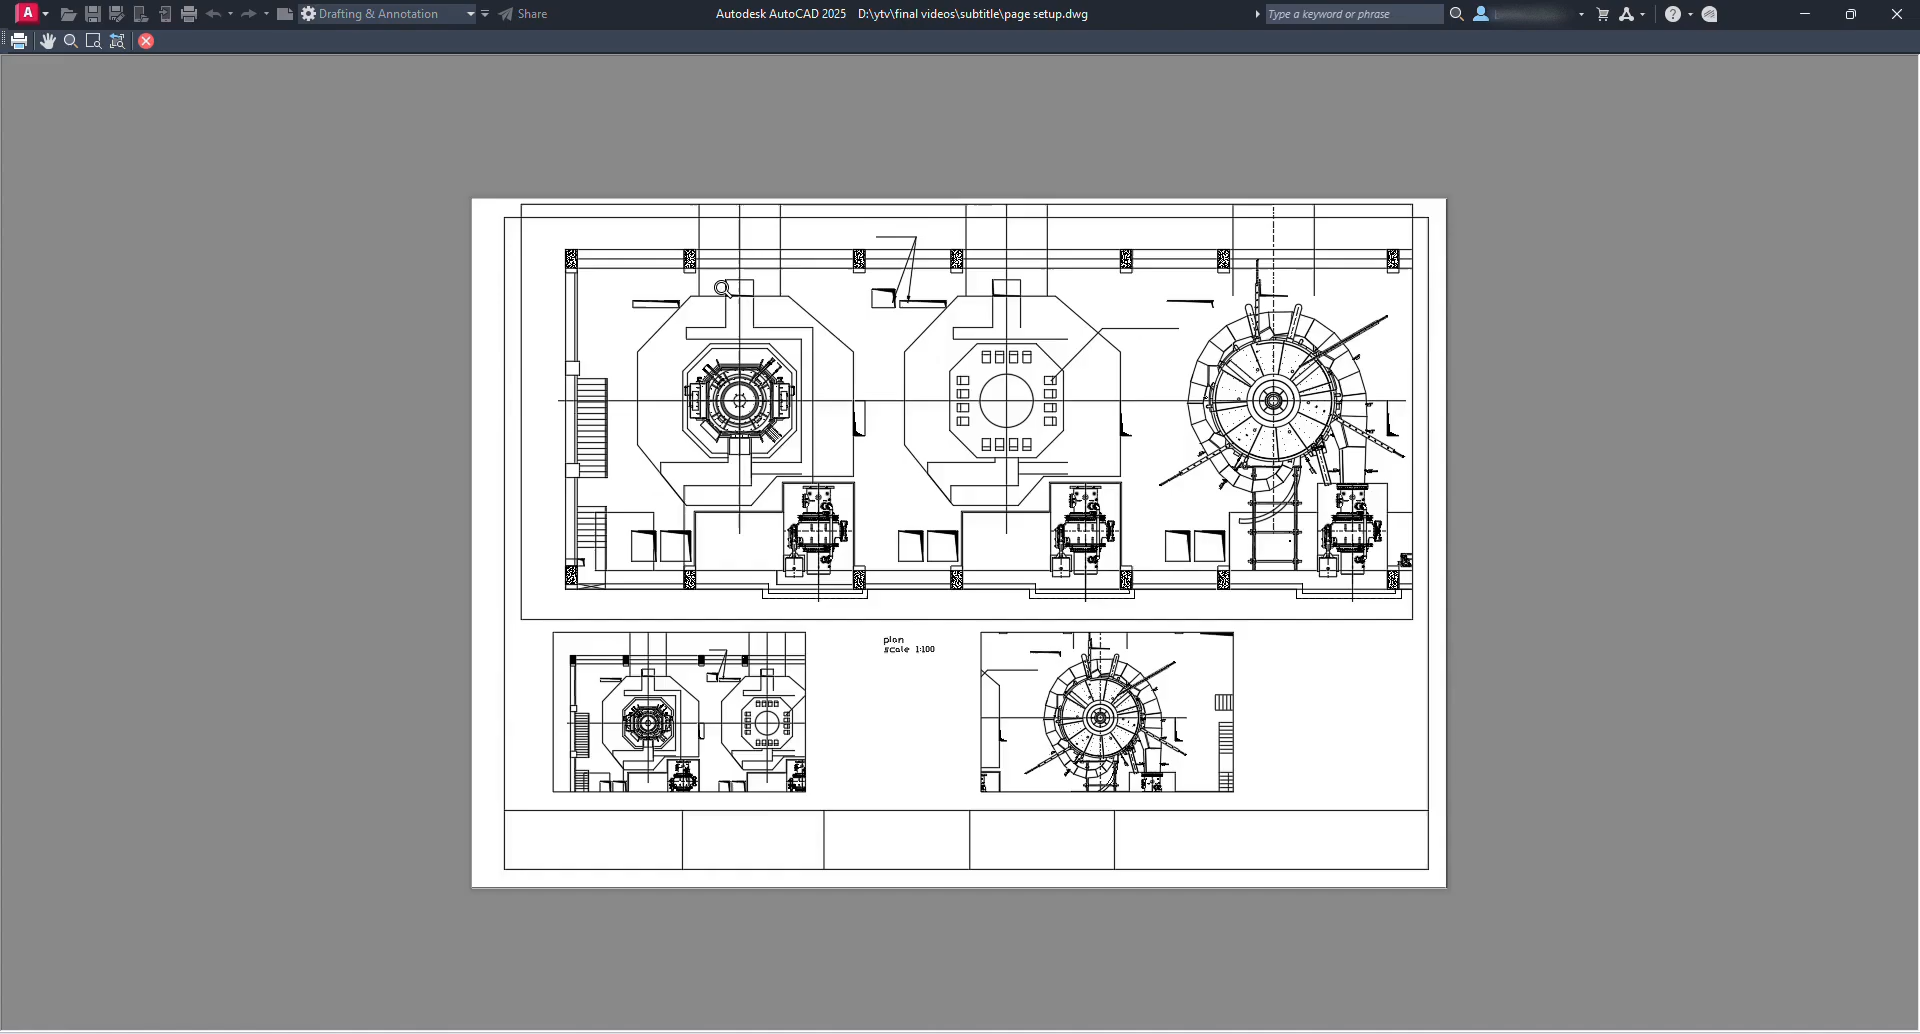 A
Drafting & Annotation
Share
Autodesk AutoCAD 2025 D:\ytv\final videos\subtitle\page setup.dwg
Type a keyword or phrase
?
plan
scale 1:100